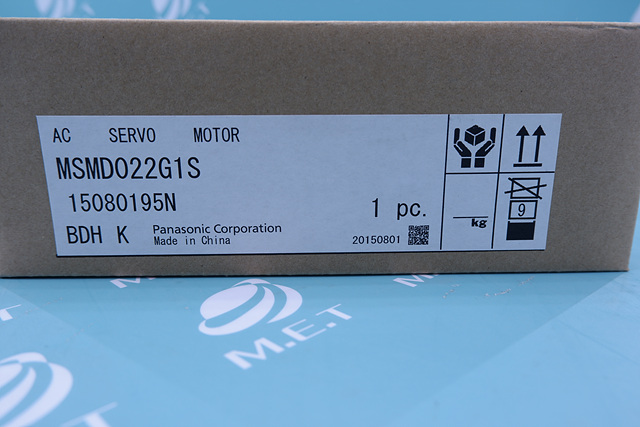 AC SERVO MOTOR
MSMD022G1S
15080195N
1 pc.
BDH K
Panasonic Corporation
Made in China
20150801
kg
9
M.E.T